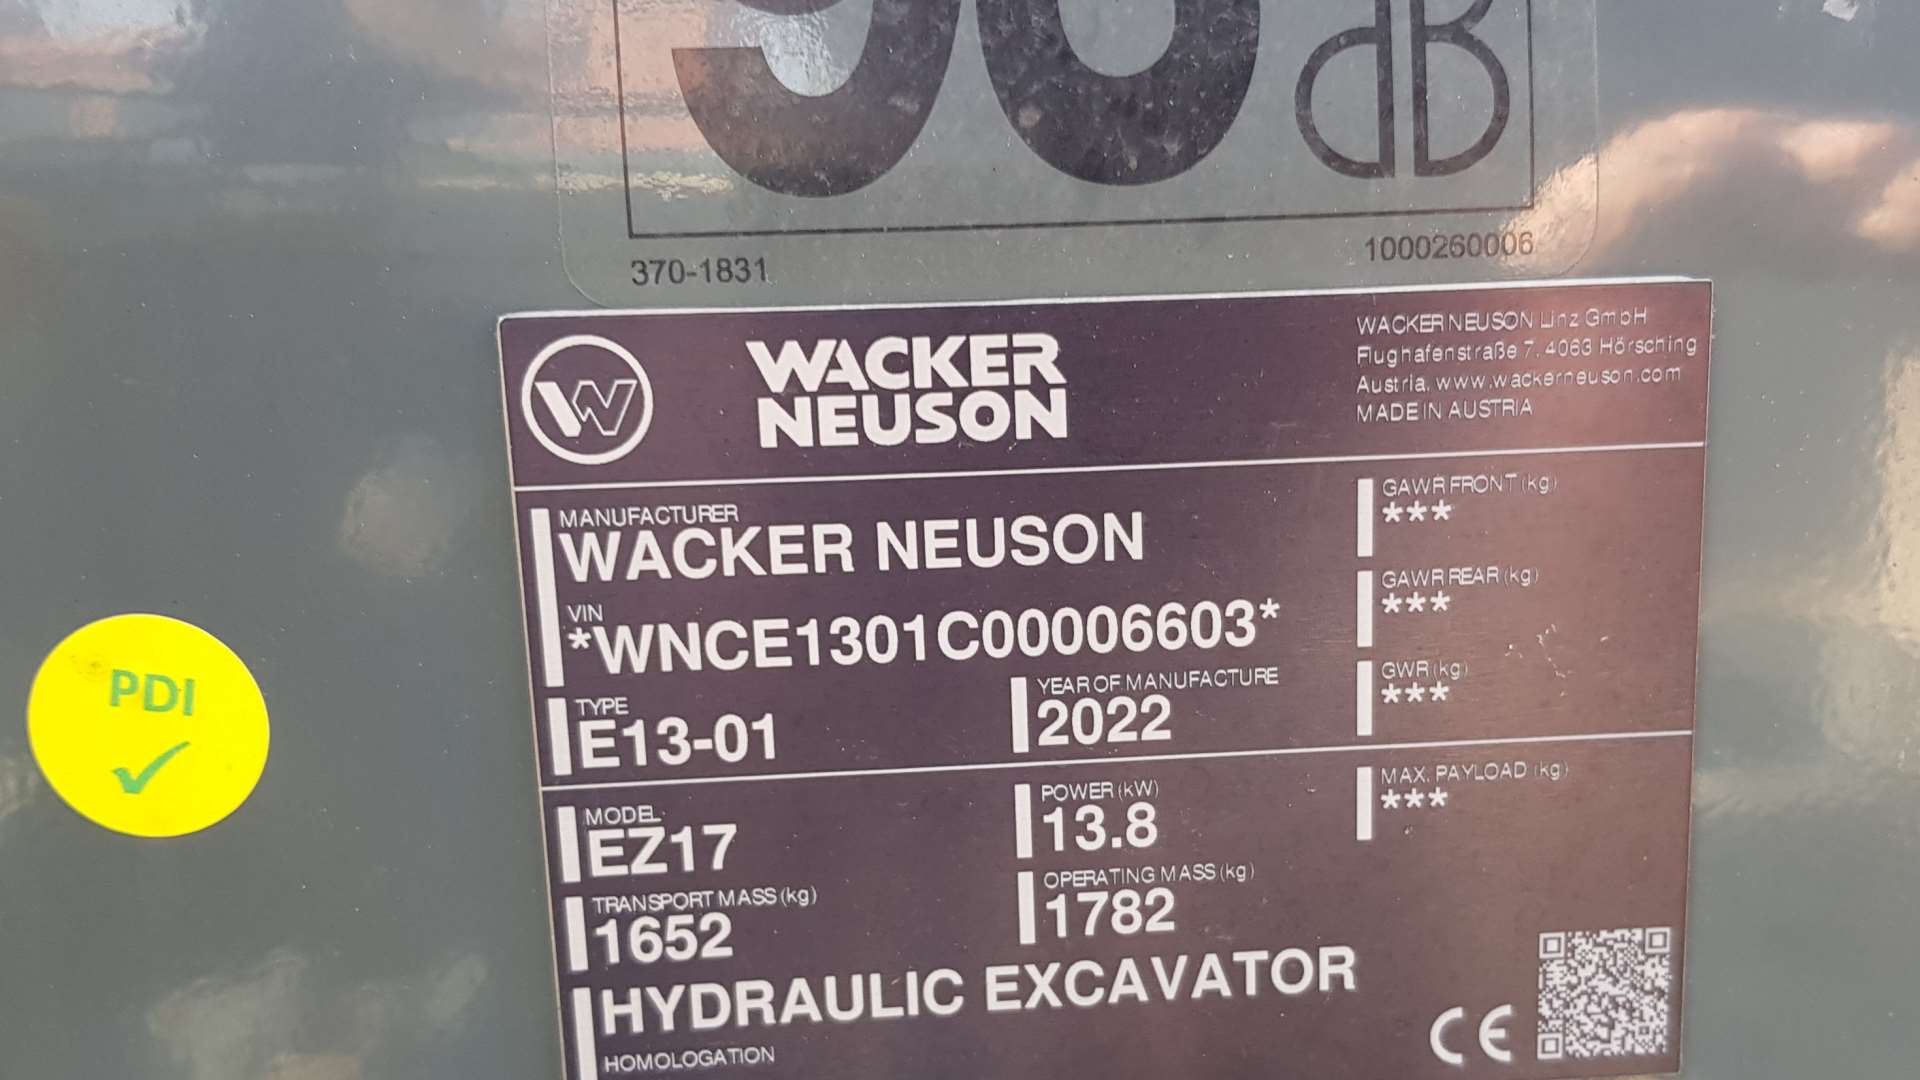 dB
370-1831
1000260006
WACKER
NEUSON
WACKER NEUSON Linz GmbH
Flughafenstraße 7, 4063 Hörsching
Austria, www.wackerneuson.com
MADE IN AUSTRIA
MANUFACTURER
WACKER NEUSON
VIN
*WNCE1301C00006603*
TYPE
E13-01
YEAR OF MANUFACTURE
2022
MODEL
EZ17
POWER (kW)
13.8
TRANSPORT MASS (kg)
1652
OPERATING MASS (kg)
1782
HYDRAULIC EXCAVATOR
HOMOLOGATION
GAWR FRONT (kg)
***
GAWR REAR (kg)
***
GWR (kg)
***
MAX. PAYLOAD (kg)
***
CE
PDI